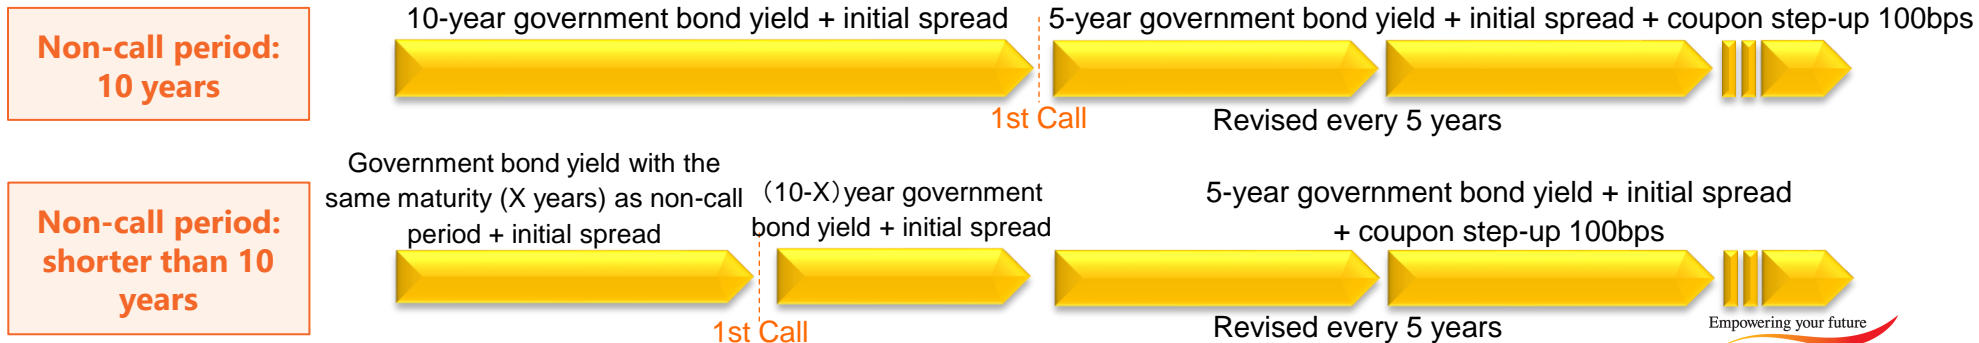 Non-call period:
10 years
10-year government bond yield + initial spread
5-year government bond yield + initial spread + coupon step-up 100bps
1st Call
Revised every 5 years
Non-call period:
shorter than 10
years
Government bond yield with the
same maturity (X years) as non-call
period + initial spread
（10-X）year government
bond yield + initial spread
5-year government bond yield + initial spread
+ coupon step-up 100bps
1st Call
Revised every 5 years
Empowering your future